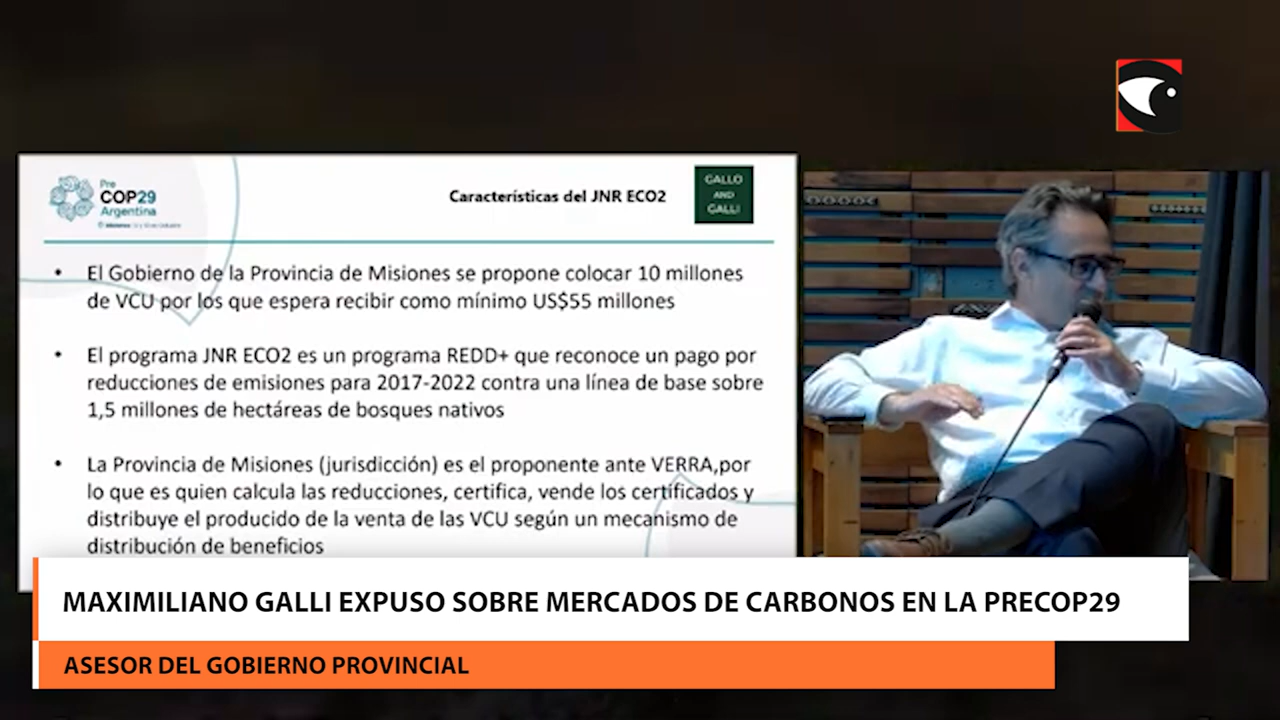 Pre
COP29
Argentina
Características del JNR ECO2
GALLO
AND
GALLI
• El Gobierno de la Provincia de Misiones se propone colocar 10 millones
de VCU por los que espera recibir como mínimo US$55 millones
• El programa JNR ECO2 es un programa REDD+ que reconoce un pago por
reducciones de emisiones para 2017-2022 contra una línea de base sobre
1,5 millones de hectáreas de bosques nativos
• La Provincia de Misiones (jurisdicción) es el proponente ante VERRA,por
lo que es quien calcula las reducciones, certifica, vende los certificados y
distribuye el producido de la venta de las VCU según un mecanismo de
distribución de beneficios
MAXIMILIANO GALLI EXPUSO SOBRE MERCADOS DE CARBONOS EN LA PRECOP29
ASESOR DEL GOBIERNO PROVINCIAL